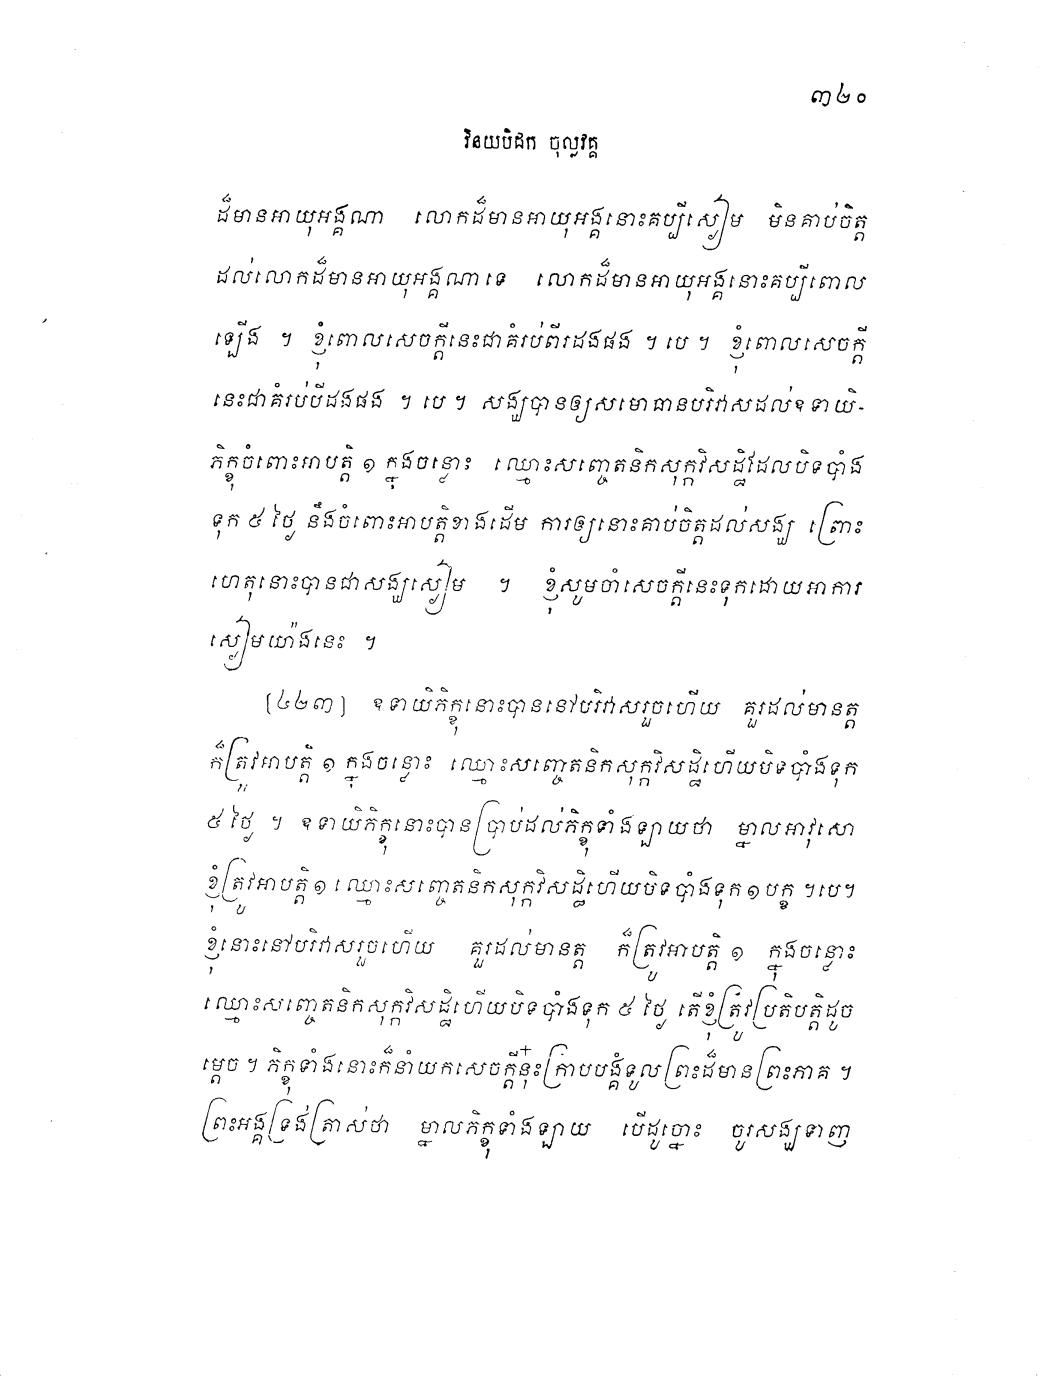 ៣២០
វិនយបិដក ចុល្លវគ្គ
ដ៏មានអាយុអង្គណា លោកដ៏មានអាយុអង្គនោះគប្បីស្ងៀម មិនគាប់ចិត្ត
ដល់លោកដ៏មានអាយុអង្គណាទេ លោកដ៏មានអាយុអង្គនោះគប្បីពោល
ឡើង ។ ខ្ញុំពោលសេចក្តីនេះជាគំរប់ពីរដងផង ។ បេ ។ ខ្ញុំពោលសេចក្តី
នេះជាគំរប់បីដងផង ។ បេ ។ សង្ឃបានឲ្យសមោធានបរិវាសដល់ឧទាយិ-
ភិក្ខុចំពោះអាបត្តិ ១ ក្នុងចន្លោះ ឈ្មោះសញ្ចេតនិកសុក្កវិសដ្ឋិដែលបិទបាំង
ទុក ៥ ថ្ងៃ នឹងចំពោះអាបត្តិខាងដើម ការឲ្យនោះគាប់ចិត្តដល់សង្ឃ ព្រោះ
ហេតុនោះបានជាសង្ឃស្ងៀម ។ ខ្ញុំសូមចាំសេចក្តីនេះទុកដោយអាការ
ស្ងៀមយ៉ាងនេះ ។
[៤២៣] ឧទាយិភិក្ខុនោះបាននៅបរិវាសរួចហើយ គួរដល់មានត្ត
ក៏ត្រូវអាបត្តិ ១ ក្នុងចន្លោះ ឈ្មោះសញ្ចេតនិកសុក្កវិសដ្ឋិហើយបិទបាំងទុក
៥ ថ្ងៃ ។ ឧទាយិភិក្ខុនោះបានប្រាប់ដល់ភិក្ខុទាំងឡាយថា ម្នាលអាវុសោ
ខ្ញុំត្រូវអាបត្តិ ១ ឈ្មោះសញ្ចេតនិកសុក្កវិសដ្ឋិហើយបិទបាំងទុក ១ បក្ខ ។ បេ ។
ខ្ញុំនោះនៅបរិវាសរួចហើយ គួរដល់មានត្ត ក៏ត្រូវអាបត្តិ ១ ក្នុងចន្លោះ
ឈ្មោះសញ្ចេតនិកសុក្កវិសដ្ឋិហើយបិទបាំងទុក ៥ ថ្ងៃ តើខ្ញុំត្រូវប្រតិបត្តិដូច
ម្តេច ។ ភិក្ខុទាំងនោះក៏នាំយកសេចក្តីនុ៎ះក្រាបបង្គំទូលព្រះដ៏មានព្រះភាគ ។
ព្រះអង្គទ្រង់ត្រាស់ថា ម្នាលភិក្ខុទាំងឡាយ បើដូច្នោះ ចូរសង្ឃទាញ